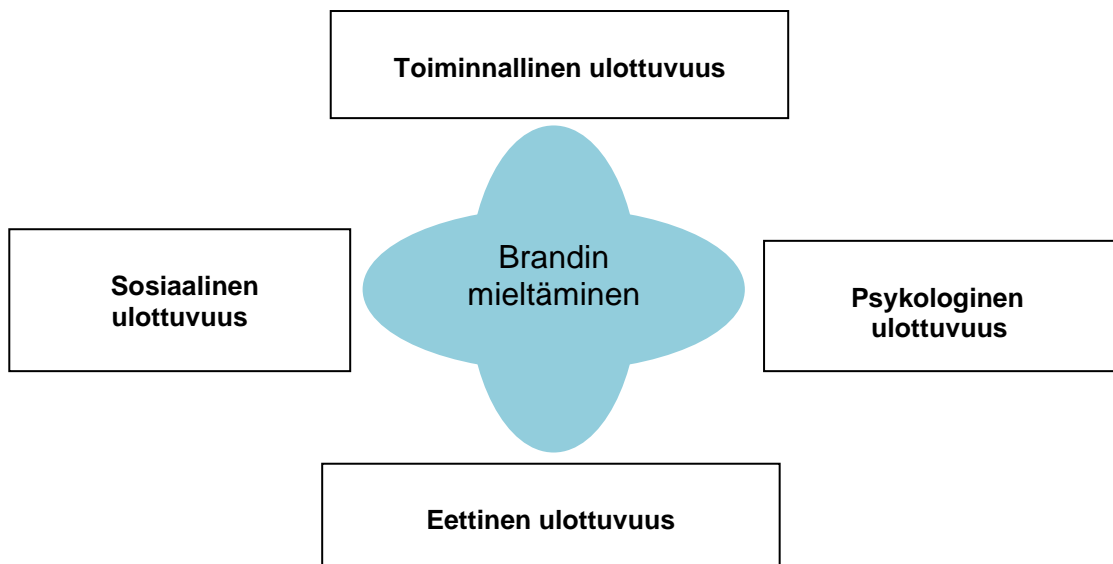 Toiminnallinen ulottuvuus
Sosiaalinen
ulottuvuus
Brandin
mieltäminen
Psykologinen
ulottuvuus
Eettinen ulottuvuus